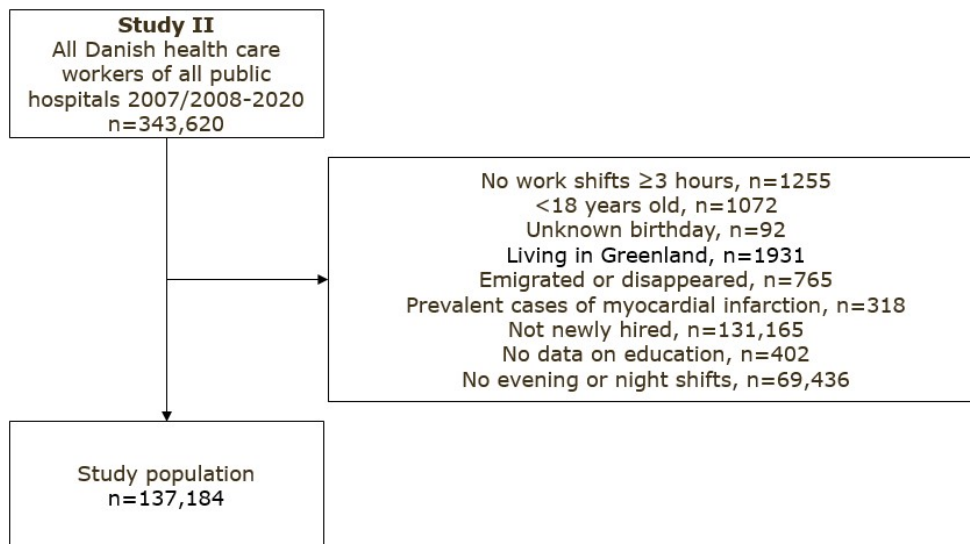 Study II
All Danish health care
workers of all public
hospitals 2007/2008-2020
n=343,620
No work shifts ≥3 hours, n=1255
<18 years old, n=1072
Unknown birthday, n=92
Living in Greenland, n=1931
Emigrated or disappeared, n=765
Prevalent cases of myocardial infarction, n=318
Not newly hired, n=131,165
No data on education, n=402
No evening or night shifts, n=69,436
Study population
n=137,184